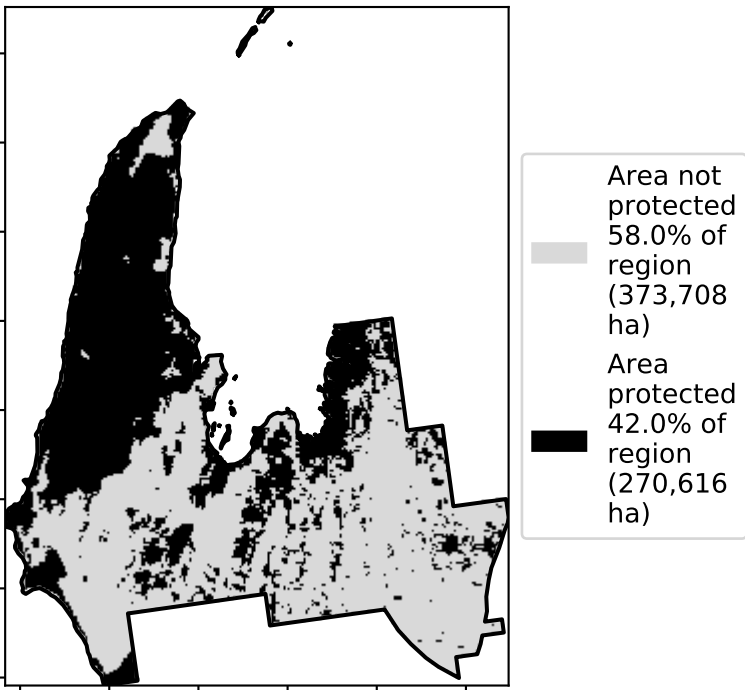 Area not
protected
58.0% of
region
(373,708
ha)
Area
protected
42.0% of
region
(270,616
ha)